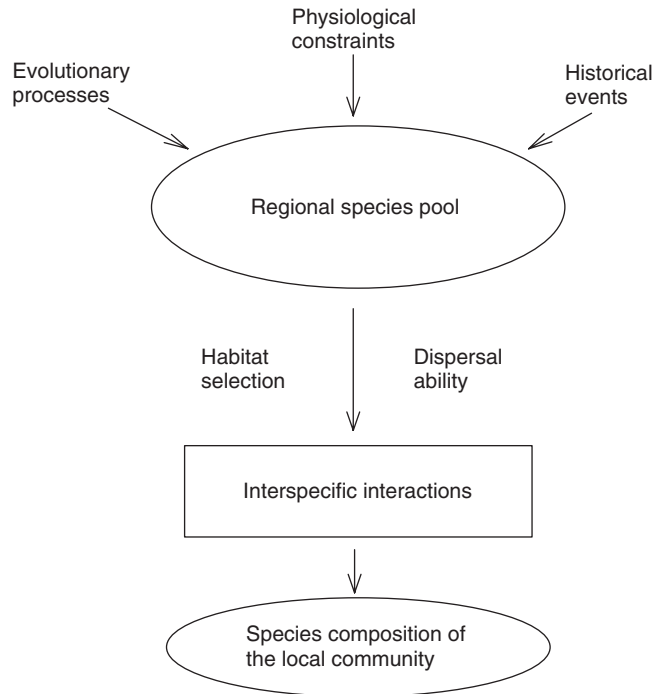 Physiological
constraints
Evolutionary
processes
Historical
events
Regional species pool
Habitat
selection
Dispersal
ability
Interspecific interactions
Species composition of
the local community